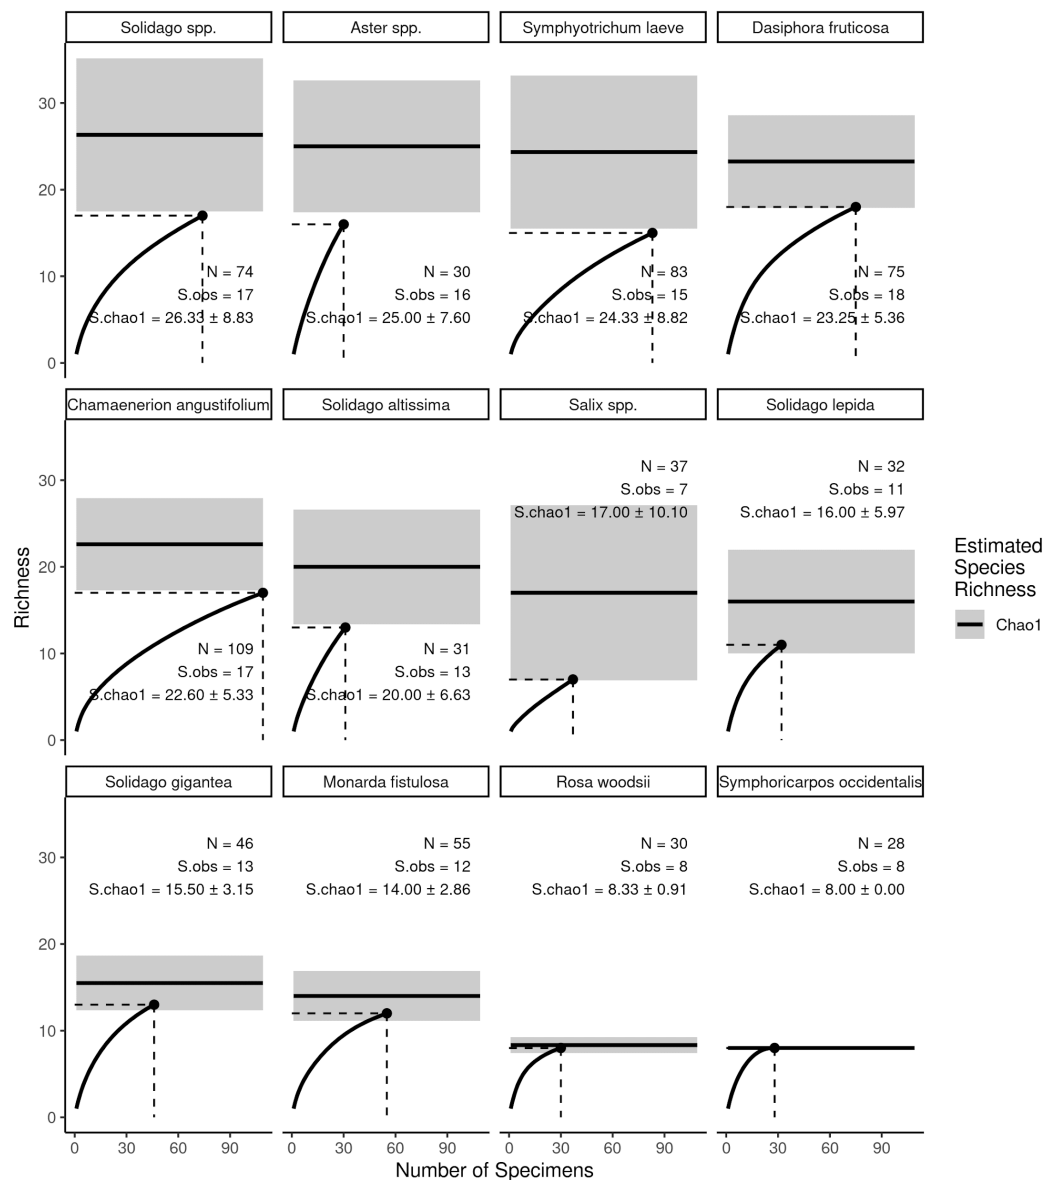 Solidago spp.
Aster spp.
Symphyotrichum laeve
Dasiphora fruticosa
30
20
10
0
N = 74
S.obs = 17
S.chao1 = 26.33 ± 8.83
N = 30
S.obs = 16
S.chao1 = 25.00 ± 7.60
N = 83
S.obs = 15
S.chao1 = 24.33 ± 8.82
N = 75
S.obs = 18
S.chao1 = 23.25 ± 5.36
Chamaenerion angustifolium
Solidago altissima
Salix spp.
Solidago lepida
30
20
10
0
N = 109
S.obs = 17
S.chao1 = 22.60 ± 5.33
N = 31
S.obs = 13
S.chao1 = 20.00 ± 6.63
N = 37
S.obs = 7
S.chao1 = 17.00 ± 10.10
N = 32
S.obs = 11
S.chao1 = 16.00 ± 5.97
Richness
Estimated
Species
Richness
Chao1
Solidago gigantea
Monarda fistulosa
Rosa woodsii
Symphoricarpos occidentalis
30
20
10
0
N = 46
S.obs = 13
S.chao1 = 15.50 ± 3.15
N = 55
S.obs = 12
S.chao1 = 14.00 ± 2.86
N = 30
S.obs = 8
S.chao1 = 8.33 ± 0.91
N = 28
S.obs = 8
S.chao1 = 8.00 ± 0.00
0 30 60 90
0 30 60 90
0 30 60 90
0 30 60 90
Number of Specimens